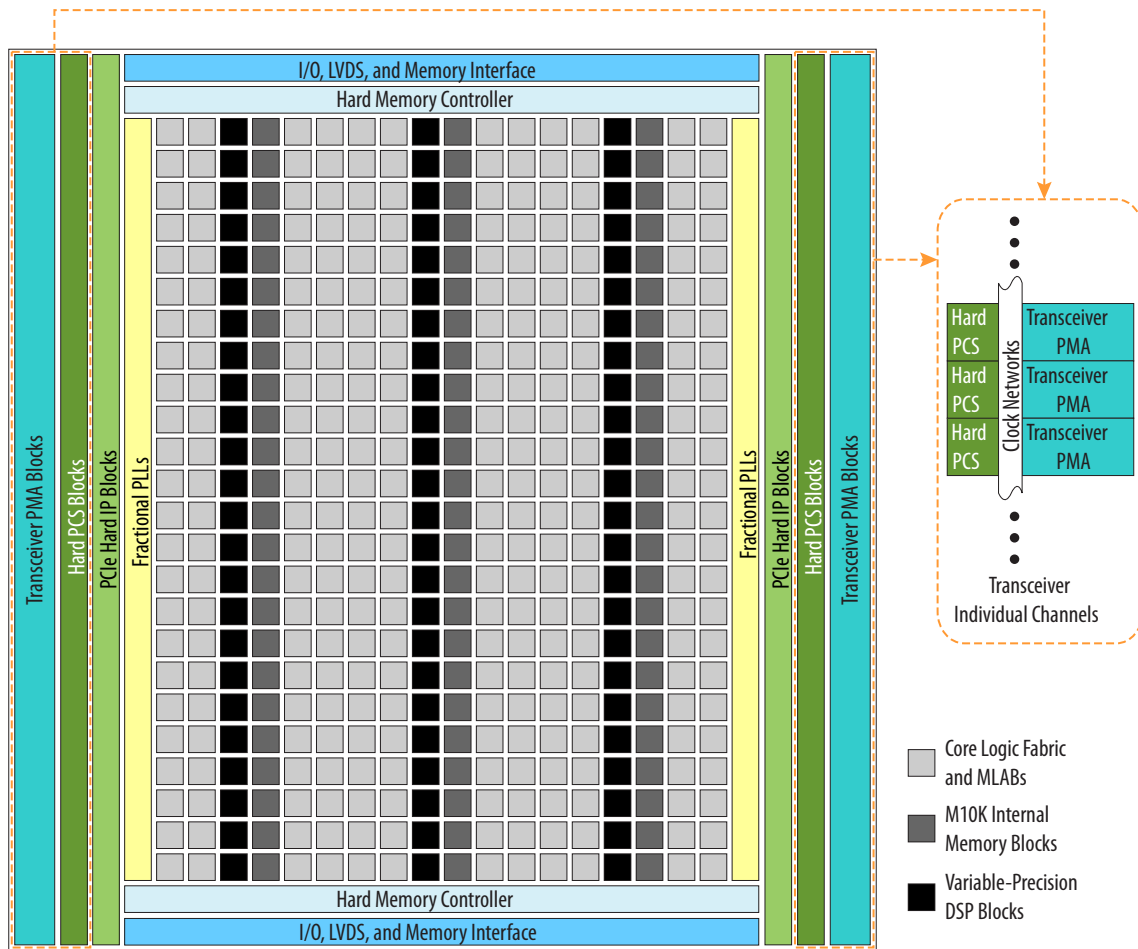 I/O, LVDS, and Memory Interface
Hard Memory Controller
Transceiver PMA Blocks
Hard PCS Blocks
PCIe Hard IP Blocks
Fractional PLLs
Fractional PLLs
PCIe Hard IP Blocks
Hard PCS Blocks
Transceiver PMA Blocks
Hard Memory Controller
I/O, LVDS, and Memory Interface
Hard
PCS
Hard
PCS
Hard
PCS
Clock Networks
Transceiver
PMA
Transceiver
PMA
Transceiver
PMA
Transceiver
Individual Channels
Core Logic Fabric
and MLABs
M10K Internal
Memory Blocks
Variable-Precision
DSP Blocks